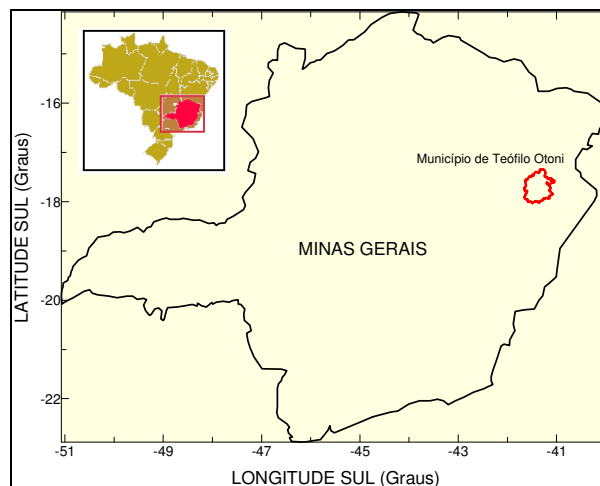 Município de Teófilo Otoni
MINAS GERAIS
LATITUDE SUL (Graus)
-16
-18
-20
-22
-51
-49
-47
-45
-43
-41
LONGITUDE SUL (Graus)